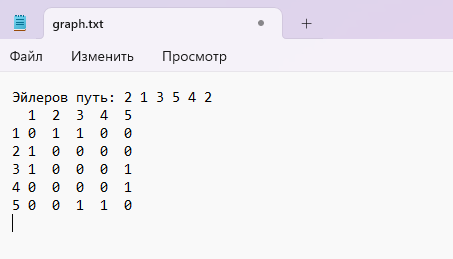 graph.txt
Файл Изменить Просмотр
Эйлеров путь: 2 1 3 5 4 2
1 2 3 4 5
1 0 1 1 0 0
2 1 0 0 0 0
3 1 0 0 0 1
4 0 0 0 0 1
5 0 0 1 1 0